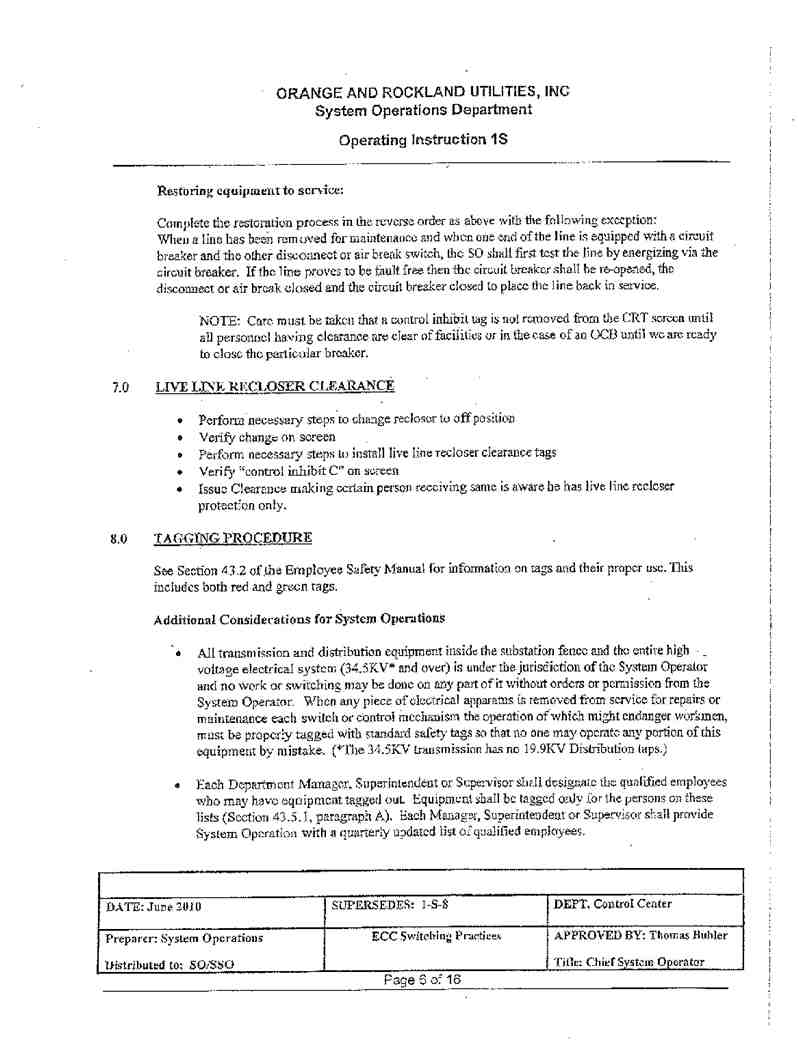 ORANGE AND ROCKLAND UTILITIES, INC
System Operations Department
Operating Instruction 1S
Restoring equipment to service:
Complete the restoration process in the reverse order as above with the following exception:
When a line has been removed for maintenance and when one end of the line is equipped with a circuit
breaker and the other disconnect or air break switch, the SO shall first test the line by energizing via the
circuit breaker. If the line proves to be fault free then the circuit breaker shall be re-opened, the
disconnect or air break closed and the circuit breaker closed to place the line back in service.
NOTE: Care must be taken that a control inhibit tag is not removed from the CRT screen until
all personnel having clearance are clear of facilities or in the case of an OCB until we are ready
to close the particular breaker.
7.0 LIVE LINE RECLOSER CLEARANCE
• Perform necessary steps to change recloser to off position
• Verify change on screen
• Perform necessary steps to install live line recloser clearance tags
• Verify "control inhibit C" on screen
• Issue Clearance making certain person receiving same is aware he has live line recloser
protection only.
8.0 TAGGING PROCEDURE
See Section 43.2 of the Employee Safety Manual for information on tags and their proper use. This
includes both red and green tags.
Additional Considerations for System Operations
• All transmission and distribution equipment inside the substation fence and the entire high
voltage electrical system (34.5KV* and over) is under the jurisdiction of the System Operator
and no work or switching may be done on any part of it without orders or permission from the
System Operator. When any piece of electrical apparatus is removed from service for repairs or
maintenance each switch or control mechanism the operation of which might endanger workmen,
must be properly tagged with standard safety tags so that no one may operate any portion of this
equipment by mistake. (*The 34.5KV transmission has no 19.9KV Distribution taps.)
• Each Department Manager, Superintendent or Supervisor shall designate the qualified employees
who may have equipment tagged out. Equipment shall be tagged only for the persons on these
lists (Section 43.5.1, paragraph A). Each Manager, Superintendent or Supervisor shall provide
System Operation with a quarterly updated list of qualified employees.
DATE: June 2010 SUPERSEDES: 1-S-8 DEPT. Control Center
Preparer: System Operations ECC Switching Practices APPROVED BY: Thomas Buhler
Distributed to: SO/SSO Title: Chief System Operator
Page 6 of 16